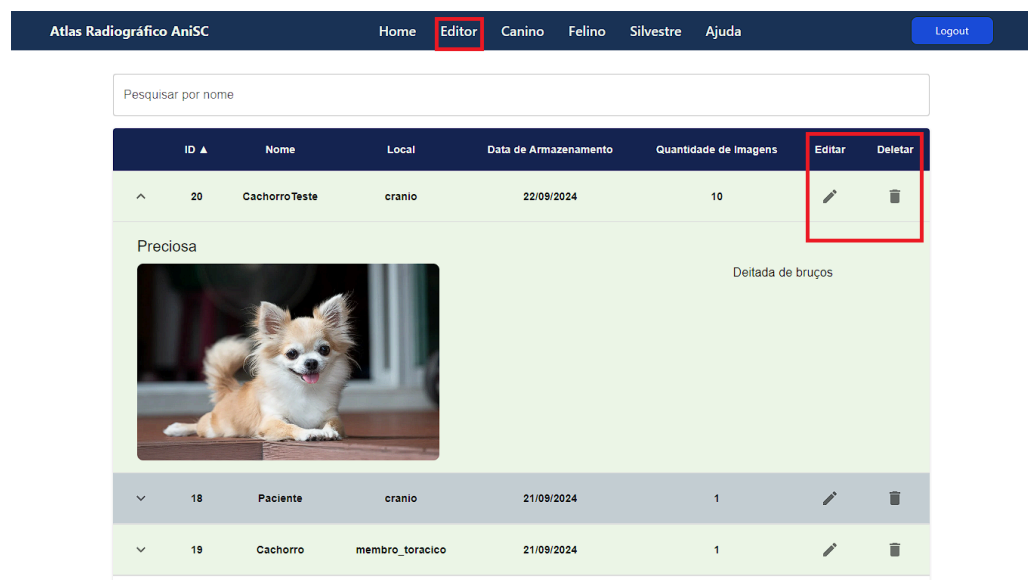 Atlas Radiográfico AniSC Home Editor Canino Felino Silvestre Ajuda Logout
Pesquisar por nome
ID ▲ Nome Local Data de Armazenamento Quantidade de Imagens Editar Deletar
20 CachorroTeste cranio 22/09/2024 10
Preciosa
Deitada de bruços
18 Paciente cranio 21/09/2024 1
19 Cachorro membro_toracico 21/09/2024 1